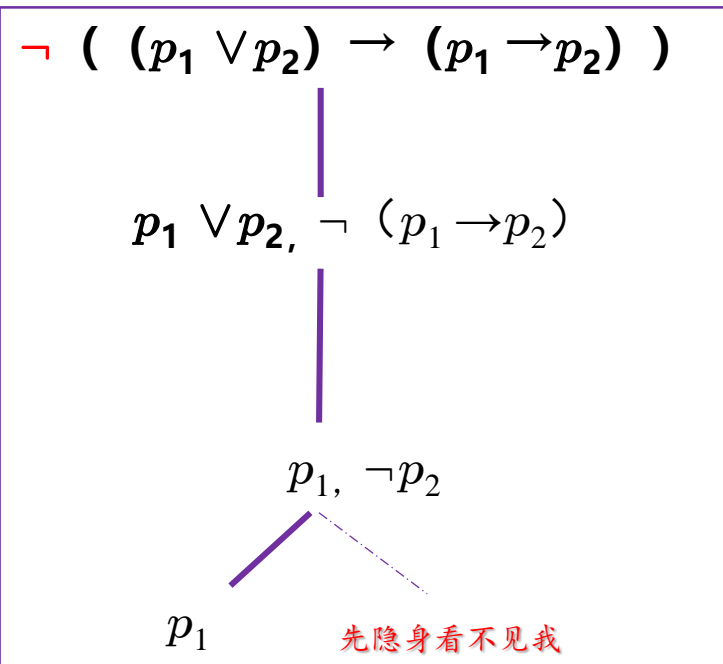 ¬ ( (p₁ ∨p₂) → (p₁ →p₂) )
p₁ ∨p₂, ¬（p₁ →p₂）
p₁, ¬p₂
p₁ 先隐身看不见我